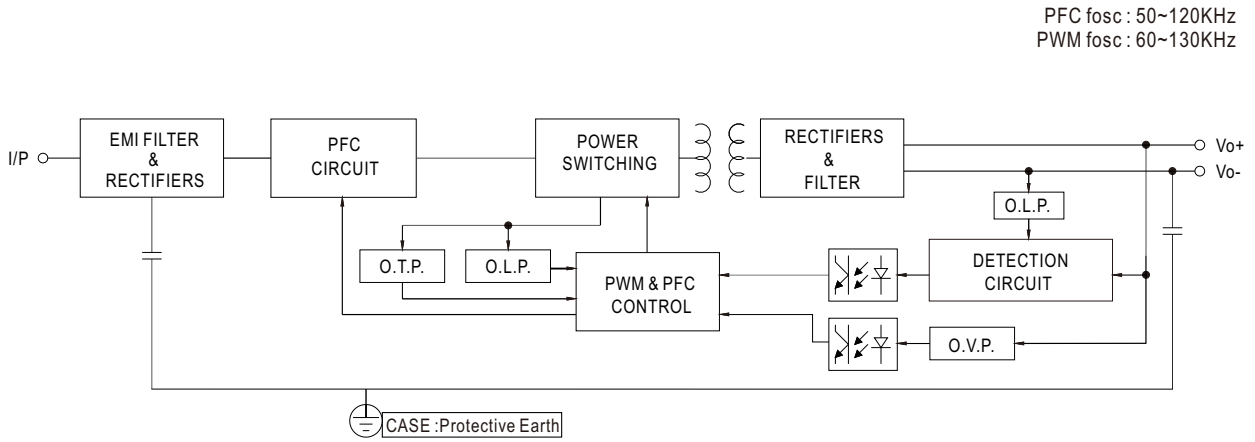 PFC fosc : 50~120KHz
PWM fosc : 60~130KHz
I/P
EMI FILTER
&
RECTIFIERS
PFC
CIRCUIT
POWER
SWITCHING
RECTIFIERS
&
FILTER
Vo+
Vo-
O.L.P.
O.T.P.
O.L.P.
PWM & PFC
CONTROL
DETECTION
CIRCUIT
O.V.P.
CASE :Protective Earth